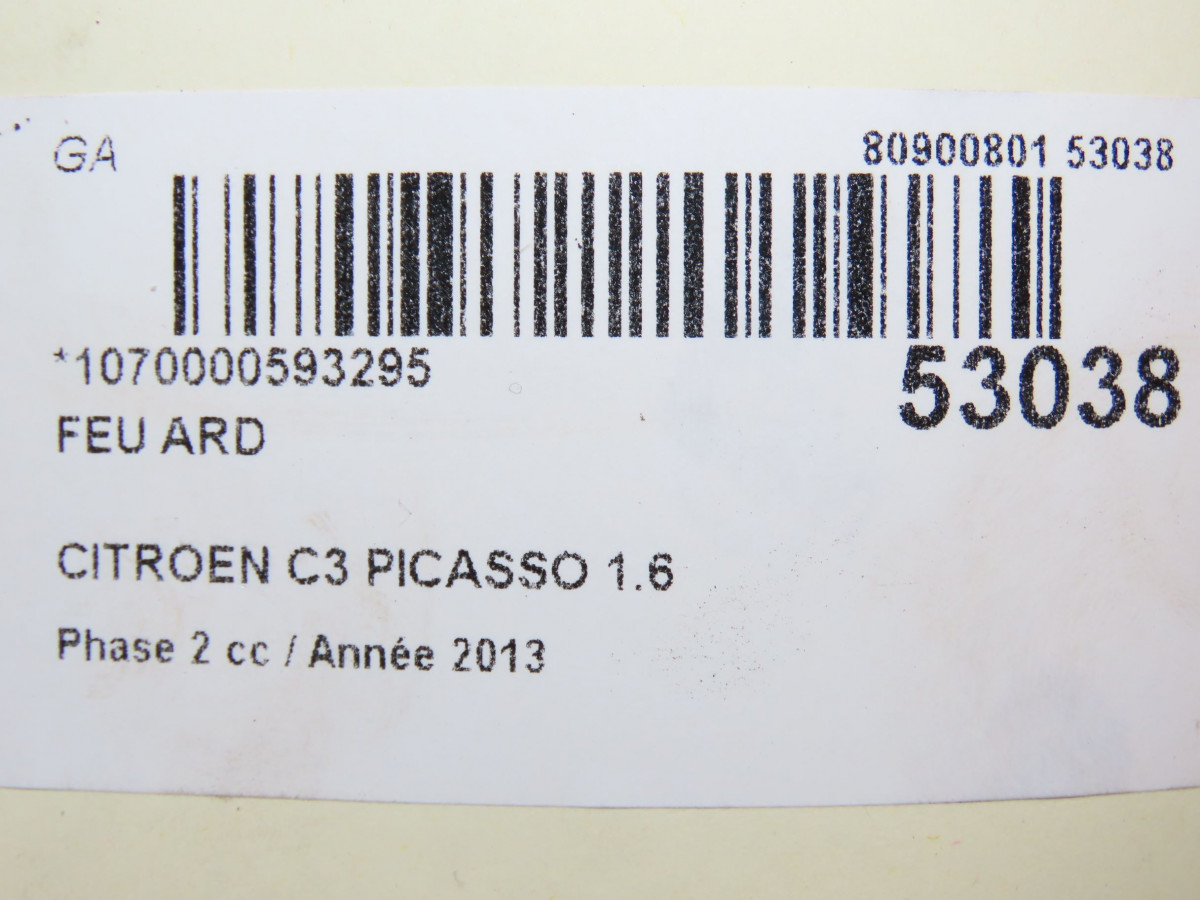 GA
80900801 53038
*1070000593295
53038
FEU ARD
CITROEN C3 PICASSO 1.6
Phase 2 cc / Année 2013